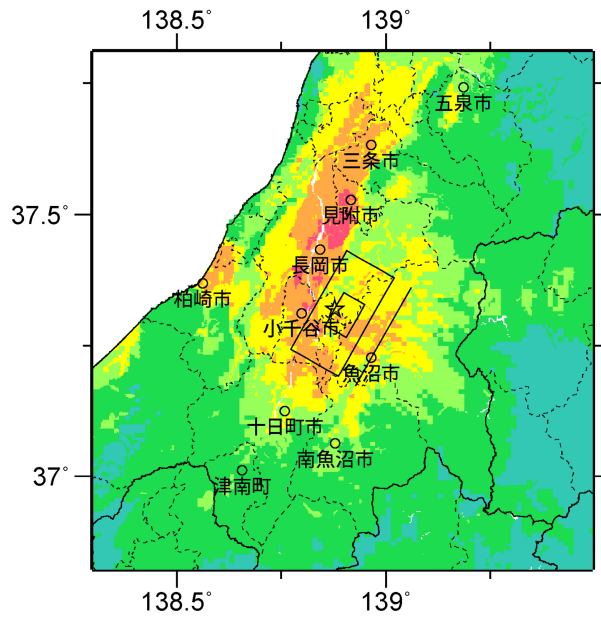 138.5° 139°
五泉市
三条市
37.5°
見附市
長岡市
柏崎市
小千谷市
魚沼市
十日町市
南魚沼市
37°
津南町
138.5° 139°